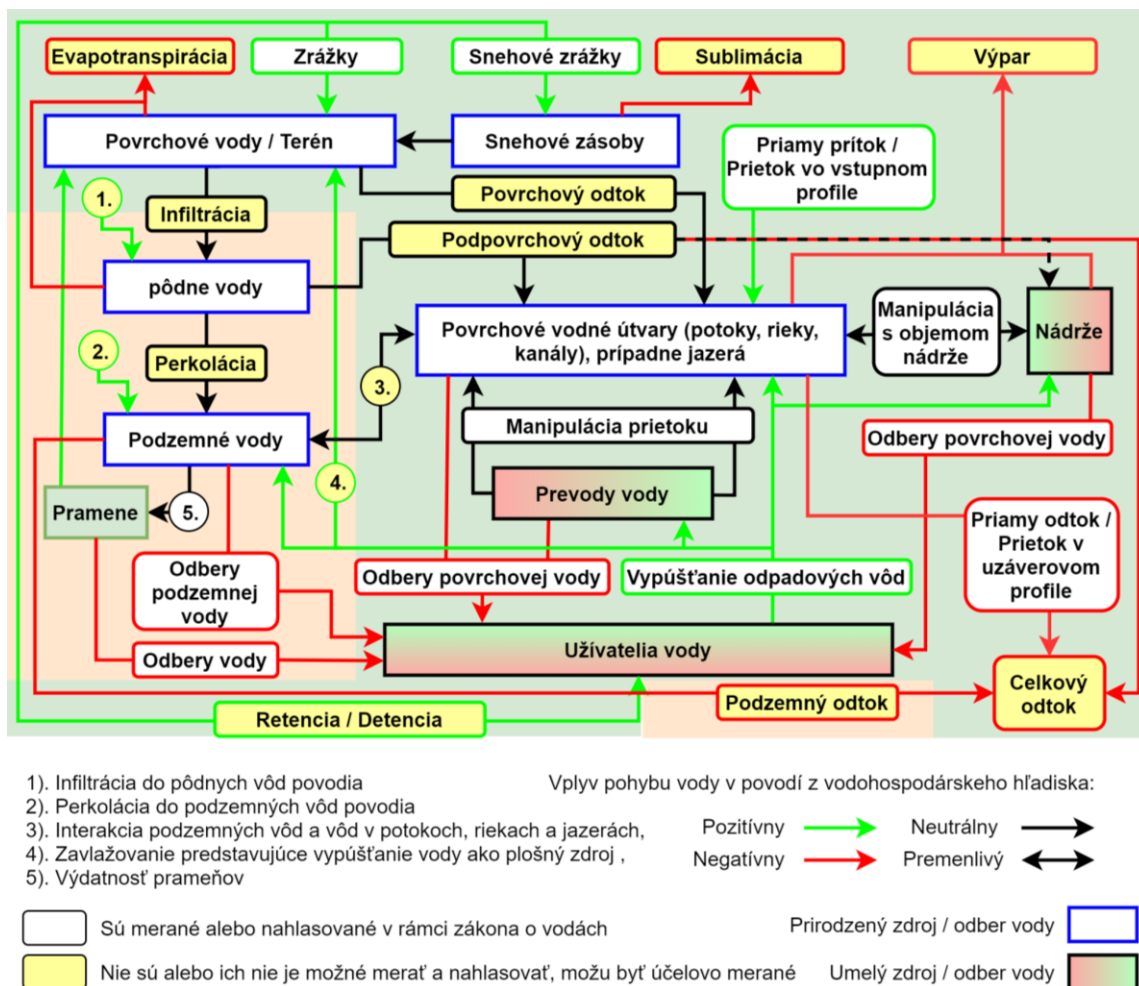 Evapotranspirácia
Zrážky
Snehové zrážky
Sublimácia
Výpar
Povrchové vody / Terén
Snehové zásoby
Priamy prítok /
Prietok vo vstupnom
profile
1.
Infiltrácia
Povrchový odtok
Podpovrchový odtok
pôdne vody
Povrchové vodné útvary (potoky, rieky,
kanály), prípadne jazerá
Manipulácia
s objemom
nádrže
Nádrže
2.
Perkolácia
3.
Podzemné vody
Manipulácia prietoku
Odbery povrchovej vody
4.
Prevody vody
Pramene
5.
Priamy odtok /
Prietok v
uzáverovom
profile
Odbery
podzemnej
vody
Odbery povrchovej vody
Vypúšťanie odpadových vôd
Užívatelia vody
Odbery vody
Celkový
odtok
Podzemný odtok
Retencia / Detencia
1). Infiltrácia do pôdnych vôd povodia
2). Perkolácia do podzemných vôd povodia
3). Interakcia podzemných vôd a vôd v potokoch, riekach a jazerách,
4). Zavlažovanie predstavujúce vypúšťanie vody ako plošný zdroj ,
5). Výdatnosť prameňov
Vplyv pohybu vody v povodí z vodohospodárskeho hľadiska:
Pozitívny
Neutrálny
Negatívny
Premenlivý
Sú merané alebo nahlasované v rámci zákona o vodách
Prirodzený zdroj / odber vody
Nie sú alebo ich nie je možné merať a nahlasovať, možu byť účelovo merané
Umelý zdroj / odber vody